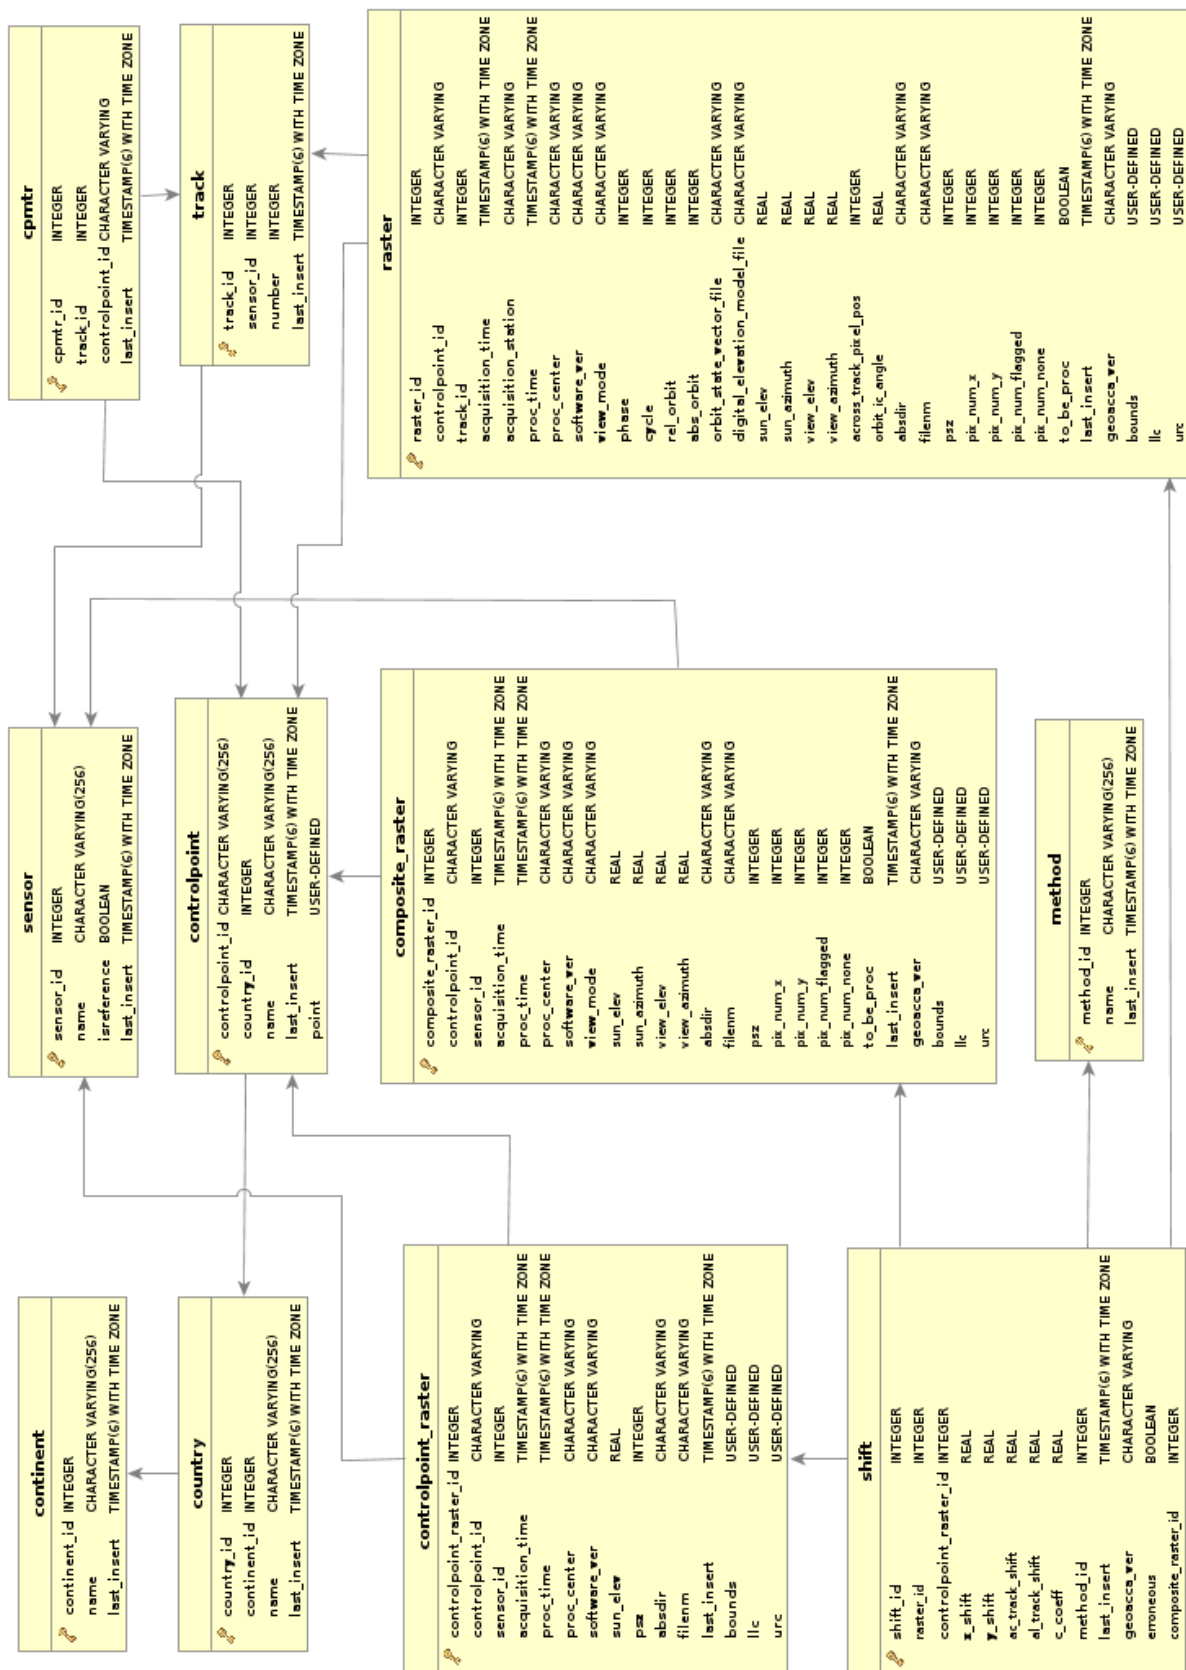 continent
continent_id INTEGER
name CHARACTER VARYING(256)
last_insert TIMESTAMP(6) WITH TIME ZONE
country
country_id INTEGER
continent_id INTEGER
name CHARACTER VARYING(256)
last_insert TIMESTAMP(6) WITH TIME ZONE
controlpoint_raster
controlpoint_raster_id INTEGER
controlpoint_id CHARACTER VARYING
sensor_id INTEGER
acquisition_time TIMESTAMP(6) WITH TIME ZONE
proc_time TIMESTAMP(6) WITH TIME ZONE
proc_center CHARACTER VARYING
software_ver CHARACTER VARYING
sun_elev REAL
psz INTEGER
absdir CHARACTER VARYING
filenm CHARACTER VARYING
last_insert TIMESTAMP(6) WITH TIME ZONE
bounds USER-DEFINED
llc USER-DEFINED
urc USER-DEFINED
shift
shift_id INTEGER
raster_id INTEGER
controlpoint_raster_id INTEGER
x_shift REAL
y_shift REAL
ac_track_shift REAL
al_track_shift REAL
c_coeff REAL
method_id INTEGER
last_insert TIMESTAMP(6) WITH TIME ZONE
geoacca_ver CHARACTER VARYING
erroneous BOOLEAN
composite_raster_id INTEGER
sensor
sensor_id INTEGER
name CHARACTER VARYING(256)
isreference BOOLEAN
last_insert TIMESTAMP(6) WITH TIME ZONE
controlpoint
controlpoint_id CHARACTER VARYING(256)
country_id INTEGER
name CHARACTER VARYING(256)
last_insert TIMESTAMP(6) WITH TIME ZONE
point USER-DEFINED
composite_raster
composite_raster_id INTEGER
controlpoint_id CHARACTER VARYING
sensor_id INTEGER
acquisition_time TIMESTAMP(6) WITH TIME ZONE
proc_time TIMESTAMP(6) WITH TIME ZONE
proc_center CHARACTER VARYING
software_ver CHARACTER VARYING
view_mode CHARACTER VARYING
sun_elev REAL
sun_azimuth REAL
view_elev REAL
view_azimuth REAL
absdir CHARACTER VARYING
filenm CHARACTER VARYING
psz INTEGER
pix_num_x INTEGER
pix_num_y INTEGER
pix_num_flagged INTEGER
pix_num_none INTEGER
to_be_proc BOOLEAN
last_insert TIMESTAMP(6) WITH TIME ZONE
geoacca_ver CHARACTER VARYING
bounds USER-DEFINED
llc USER-DEFINED
urc USER-DEFINED
method
method_id INTEGER
name CHARACTER VARYING(256)
last_insert TIMESTAMP(6) WITH TIME ZONE
cpmtr
cpmtr_id INTEGER
track_id INTEGER
controlpoint_id CHARACTER VARYING
last_insert TIMESTAMP(6) WITH TIME ZONE
track
track_id INTEGER
sensor_id INTEGER
number INTEGER
last_insert TIMESTAMP(6) WITH TIME ZONE
raster
raster_id INTEGER
controlpoint_id CHARACTER VARYING
track_id INTEGER
acquisition_time TIMESTAMP(6) WITH TIME ZONE
acquisition_station CHARACTER VARYING
proc_time TIMESTAMP(6) WITH TIME ZONE
proc_center CHARACTER VARYING
software_ver CHARACTER VARYING
view_mode CHARACTER VARYING
phase INTEGER
cycle INTEGER
rel_orbit INTEGER
abs_orbit INTEGER
orbit_state_vector_file CHARACTER VARYING
digital_elevation_model_file CHARACTER VARYING
sun_elev REAL
sun_azimuth REAL
view_elev REAL
view_azimuth REAL
across_track_pixel_pos INTEGER
orbit_ic_angle REAL
absdir CHARACTER VARYING
filenm CHARACTER VARYING
psz INTEGER
pix_num_x INTEGER
pix_num_y INTEGER
pix_num_flagged INTEGER
pix_num_none INTEGER
to_be_proc BOOLEAN
last_insert TIMESTAMP(6) WITH TIME ZONE
geoacca_ver CHARACTER VARYING
bounds USER-DEFINED
llc USER-DEFINED
urc USER-DEFINED